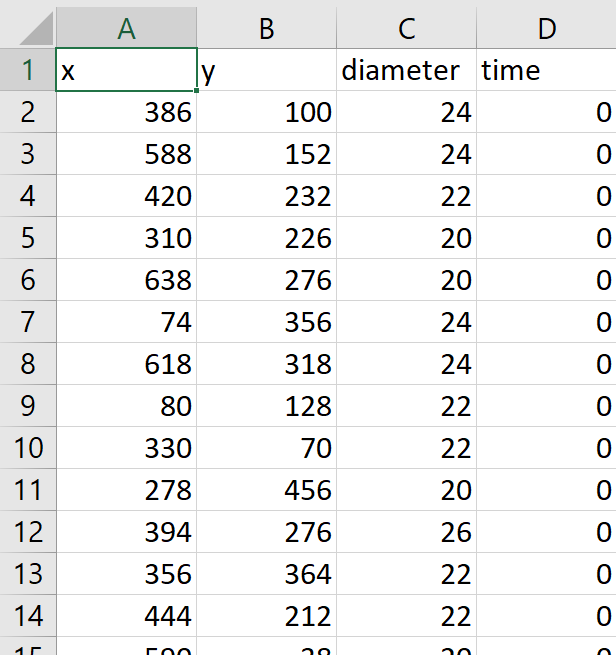 A B C D
1 x y diameter time
2 386 100 24 0
3 588 152 24 0
4 420 232 22 0
5 310 226 20 0
6 638 276 20 0
7 74 356 24 0
8 618 318 24 0
9 80 128 22 0
10 330 70 22 0
11 278 456 20 0
12 394 276 26 0
13 356 364 22 0
14 444 212 22 0